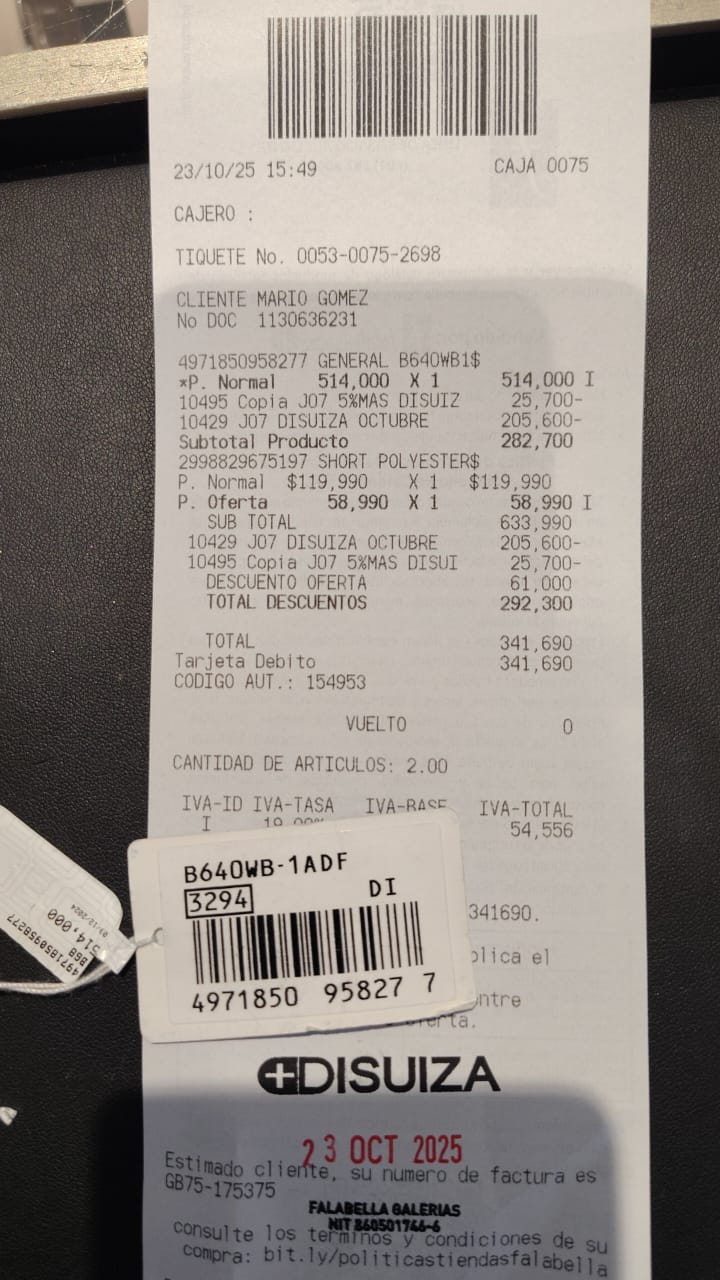 23/10/25 15:49 CAJA 0075
CAJERO :
TIQUETE No. 0053-0075-2698
CLIENTE MARIO GOMEZ
No DOC 1130636231
4971850958277 GENERAL B640WB1$
*P. Normal 514,000 X 1 514,000 I
10495 Copia J07 5%MAS DISUIZ 25,700-
10429 J07 DISUIZA OCTUBRE 205,600-
Subtotal Producto 282,700
2998829675197 SHORT POLYESTER$
P. Normal $119,990 X 1 $119,990
P. Oferta 58,990 X 1 58,990 I
SUB TOTAL 633,990
10429 J07 DISUIZA OCTUBRE 205,600-
10495 Copia J07 5%MAS DISUI 25,700-
DESCUENTO OFERTA 61,000
TOTAL DESCUENTOS 292,300
TOTAL 341,690
Tarjeta Debito 341,690
CODIGO AUT.: 154953
VUELTO 0
CANTIDAD DE ARTICULOS: 2.00
IVA-ID IVA-TASA IVA-BASE IVA-TOTAL
I 19.00% 54,556
B640WB-1ADF
3294 DI
4971850 95827 7
514,000
4971850958277
341690.
el
DISUIZA
23 OCT 2025
Estimado cliente, su numero de factura es
GB75-175375
FALABELLA GALERIAS
NIT 860501766-6
consulte los terminos y condiciones de su
compra: bit.ly/politicastiendasfalabella